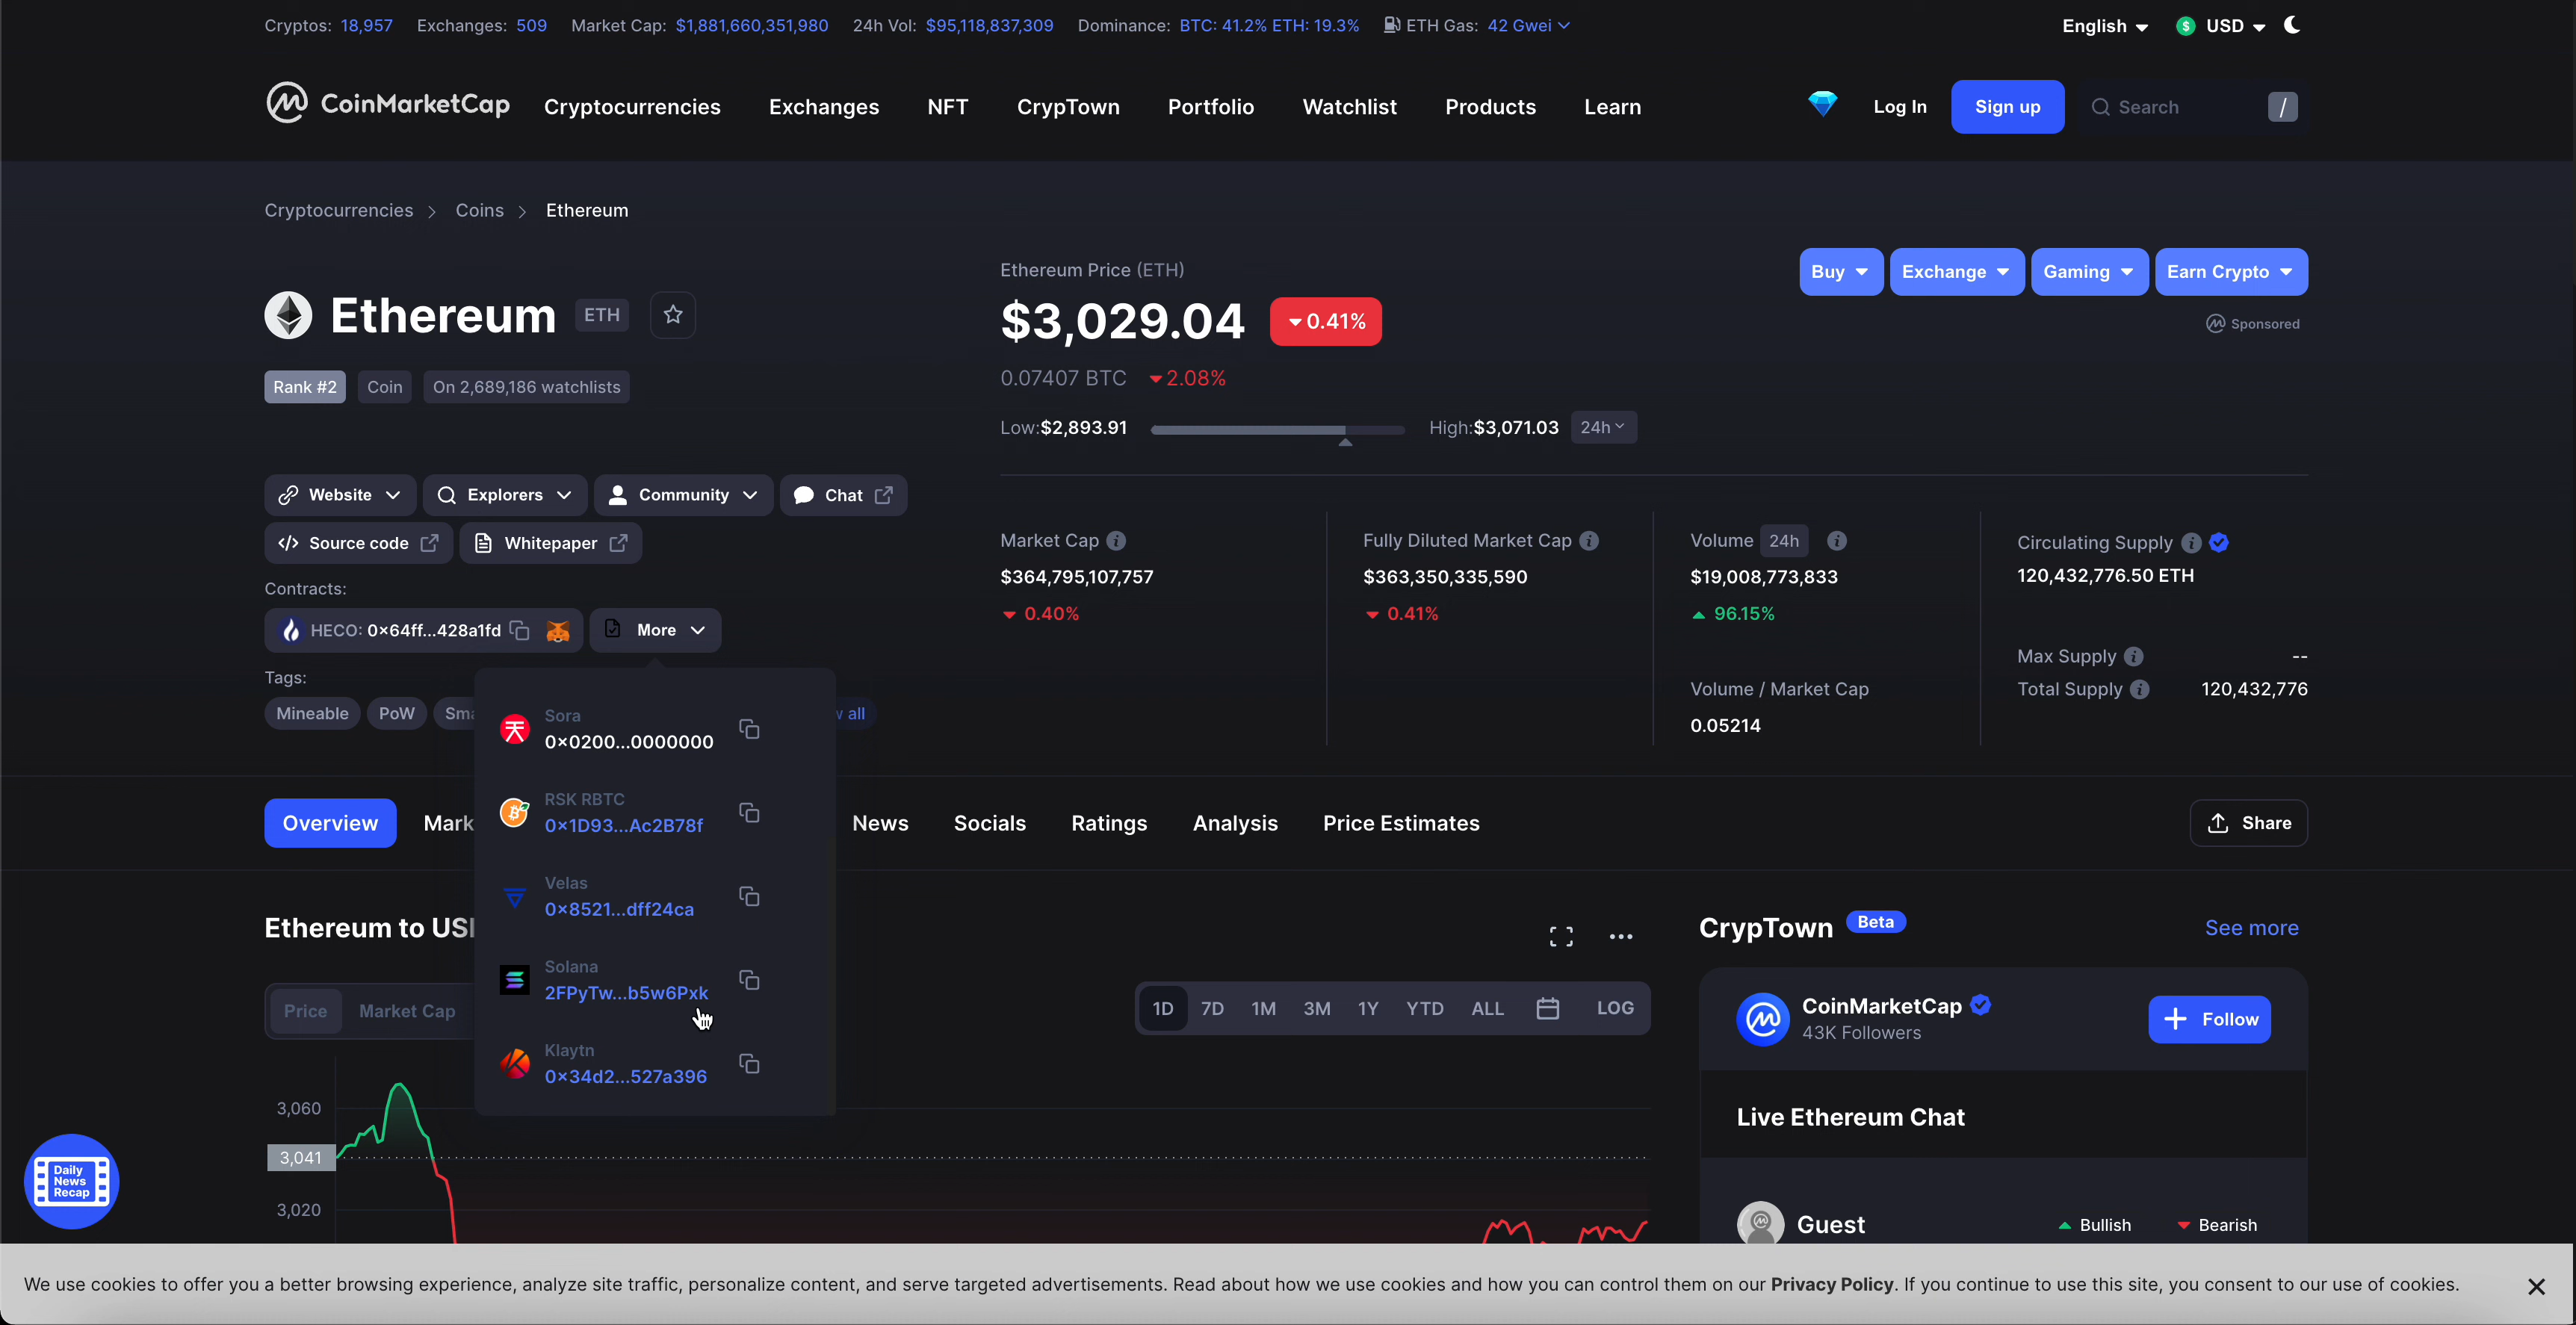 Cryptos: 18,957 Exchanges: 509 Market Cap: $1,881,660,351,980 24h Vol: $95,118,837,309 Dominance: BTC: 41.2% ETH: 19.3% ETH Gas: 42 Gwei English USD
CoinMarketCap Cryptocurrencies Exchanges NFT CrypTown Portfolio Watchlist Products Learn Log In Sign up Search /
Cryptocurrencies > Coins > Ethereum
Ethereum ETH
Rank #2 Coin On 2,689,186 watchlists
Ethereum Price (ETH)
$3,029.04 0.41%
0.07407 BTC 2.08%
Low:$2,893.91 High:$3,071.03 24h
Buy Exchange Gaming Earn Crypto
Sponsored
Website Explorers Community Chat
Source code Whitepaper
Contracts:
HECO: 0x64ff...428a1fd More
Tags:
Mineable PoW
all
Sora
0x0200...0000000
RSK RBTC
0x1D93...Ac2B78f
Velas
0x8521...dff24ca
Solana
2FPyTw...b5w6Pxk
Klaytn
0x34d2...527a396
Market Cap
$364,795,107,757
0.40%
Fully Diluted Market Cap
$363,350,335,590
0.41%
Volume 24h
$19,008,773,833
96.15%
Volume / Market Cap
0.05214
Circulating Supply
120,432,776.50 ETH
Max Supply --
Total Supply 120,432,776
Overview Mark News Socials Ratings Analysis Price Estimates Share
Ethereum to US
Price Market Cap
1D 7D 1M 3M 1Y YTD ALL LOG
3,060
3,041
3,020
CrypTown Beta See more
CoinMarketCap
43K Followers
Follow
Live Ethereum Chat
Guest Bullish Bearish
Daily
News
Recap
We use cookies to offer you a better browsing experience, analyze site traffic, personalize content, and serve targeted advertisements. Read about how we use cookies and how you can control them on our Privacy Policy. If you continue to use this site, you consent to our use of cookies.